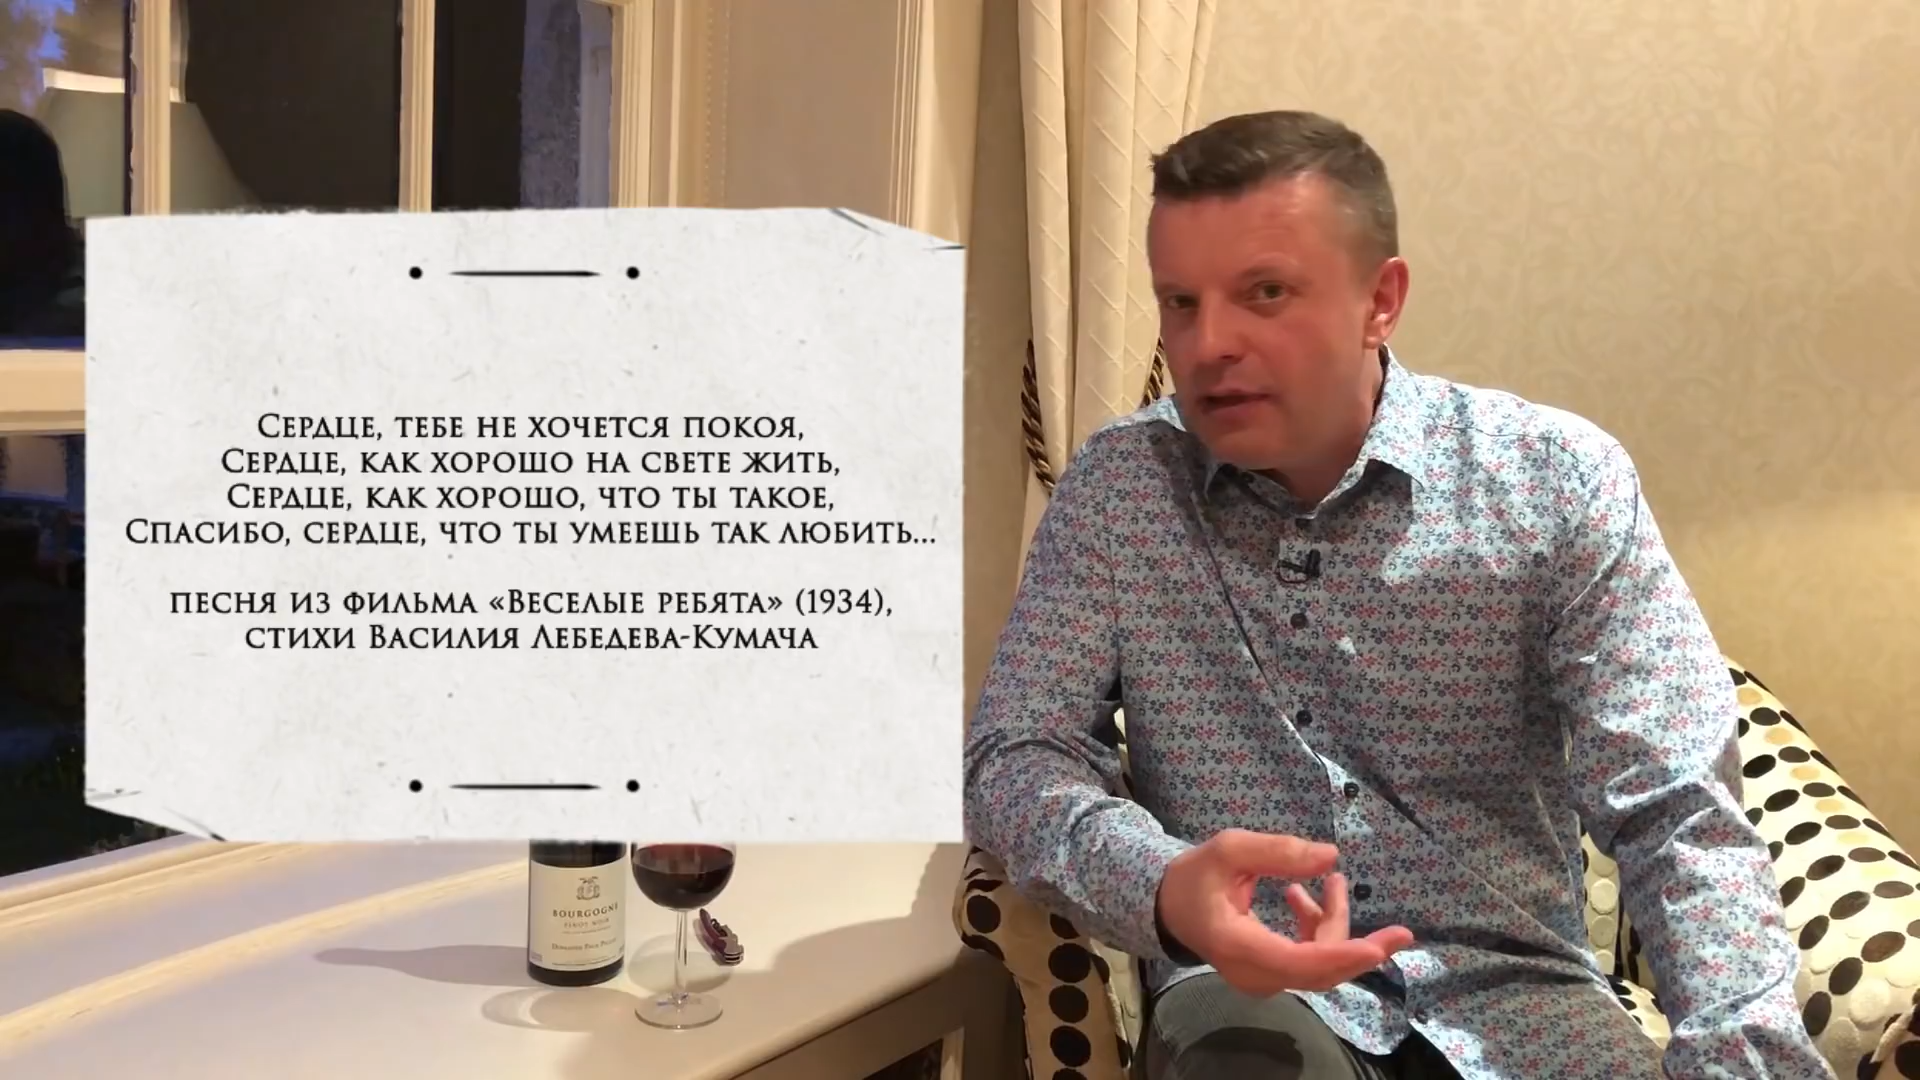 Сердце, тебе не хочется покоя,
Сердце, как хорошо на свете жить,
Сердце, как хорошо, что ты такое,
Спасибо, сердце, что ты умеешь так любить...
песня из фильма «Веселые ребята» (1934),
стихи Василия Лебедева-Кумача
BOURGOGNE
PINOT NOIR